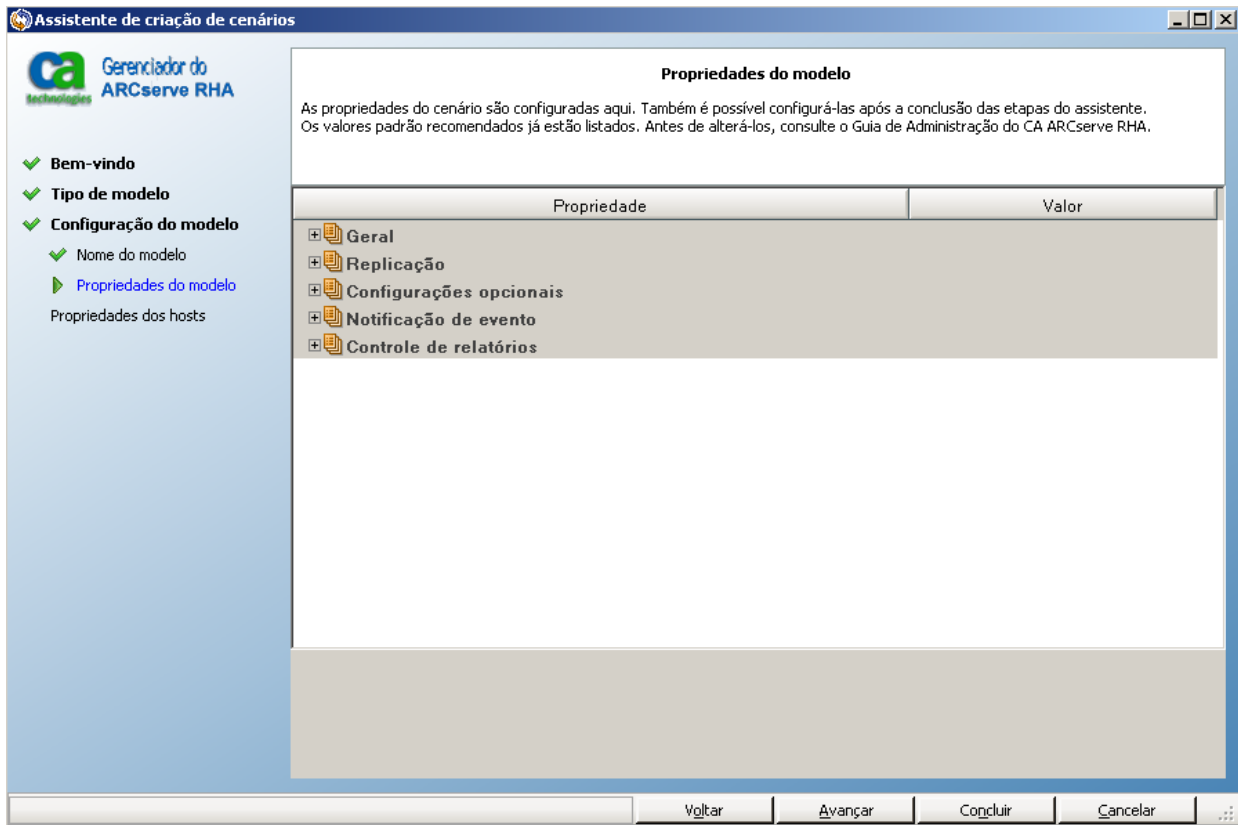 Assistente de criação de cenários
ca
technologies
Gerenciador do
ARCserve RHA
Bem-vindo
Tipo de modelo
Configuração do modelo
Nome do modelo
Propriedades do modelo
Propriedades dos hosts
Propriedades do modelo
As propriedades do cenário são configuradas aqui. Também é possível configurá-las após a conclusão das etapas do assistente.
Os valores padrão recomendados já estão listados. Antes de alterá-los, consulte o Guia de Administração do CA ARCserve RHA.
Propriedade Valor
Geral
Replicação
Configurações opcionais
Notificação de evento
Controle de relatórios
Voltar Avançar Concluir Cancelar